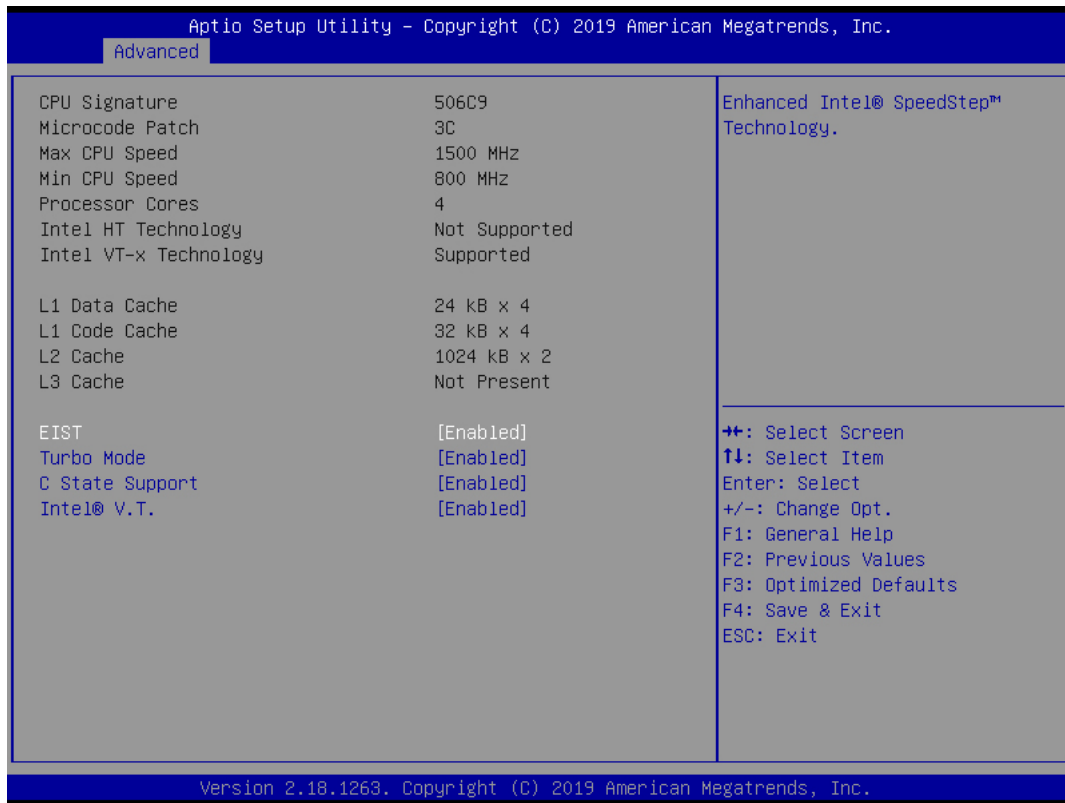 Aptio Setup Utility – Copyright (C) 2019 American Megatrends, Inc.
Advanced
CPU Signature 506C9
Microcode Patch 3C
Max CPU Speed 1500 MHz
Min CPU Speed 800 MHz
Processor Cores 4
Intel HT Technology Not Supported
Intel VT-x Technology Supported
L1 Data Cache 24 kB x 4
L1 Code Cache 32 kB x 4
L2 Cache 1024 kB x 2
L3 Cache Not Present
EIST [Enabled]
Turbo Mode [Enabled]
C State Support [Enabled]
Intel® V.T. [Enabled]
Enhanced Intel® SpeedStep™
Technology.
→←: Select Screen
↑↓: Select Item
Enter: Select
+/-: Change Opt.
F1: General Help
F2: Previous Values
F3: Optimized Defaults
F4: Save & Exit
ESC: Exit
Version 2.18.1263. Copyright (C) 2019 American Megatrends, Inc.